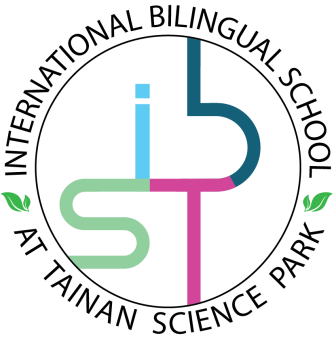 INTERNATIONAL BILINGUAL SCHOOL
ibST
AT TAINAN SCIENCE PARK